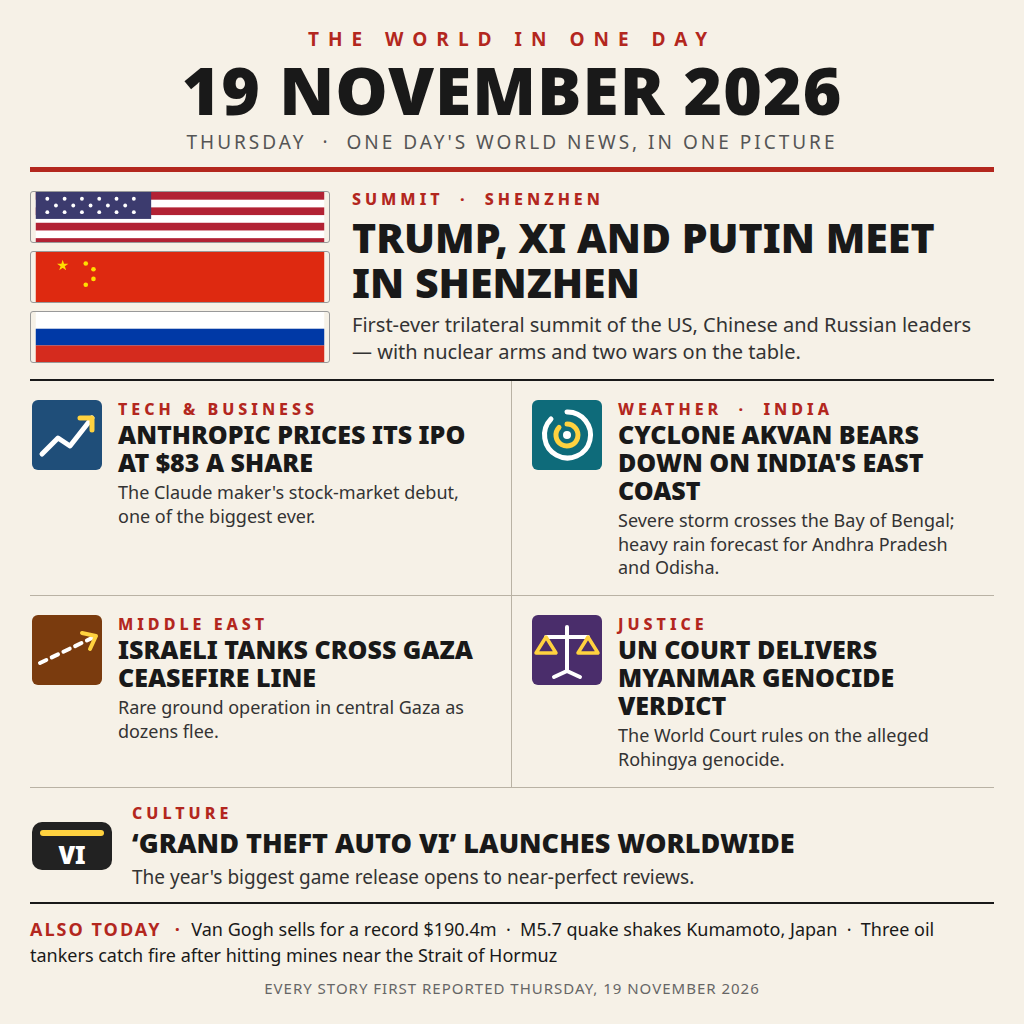 THE WORLD IN ONE DAY
19 NOVEMBER 2026
THURSDAY · ONE DAY'S WORLD NEWS, IN ONE PICTURE
SUMMIT · SHENZHEN
TRUMP, XI AND PUTIN MEET
IN SHENZHEN
First-ever trilateral summit of the US, Chinese and Russian leaders
— with nuclear arms and two wars on the table.
TECH & BUSINESS
ANTHROPIC PRICES ITS IPO
AT $83 A SHARE
The Claude maker's stock-market debut,
one of the biggest ever.
WEATHER · INDIA
CYCLONE AKVAN BEARS
DOWN ON INDIA'S EAST
COAST
Severe storm crosses the Bay of Bengal;
heavy rain forecast for Andhra Pradesh
and Odisha.
MIDDLE EAST
ISRAELI TANKS CROSS GAZA
CEASEFIRE LINE
Rare ground operation in central Gaza as
dozens flee.
JUSTICE
UN COURT DELIVERS
MYANMAR GENOCIDE
VERDICT
The World Court rules on the alleged
Rohingya genocide.
VI
CULTURE
‘GRAND THEFT AUTO VI’ LAUNCHES WORLDWIDE
The year's biggest game release opens to near-perfect reviews.
ALSO TODAY · Van Gogh sells for a record $190.4m · M5.7 quake shakes Kumamoto, Japan · Three oil
tankers catch fire after hitting mines near the Strait of Hormuz
EVERY STORY FIRST REPORTED THURSDAY, 19 NOVEMBER 2026